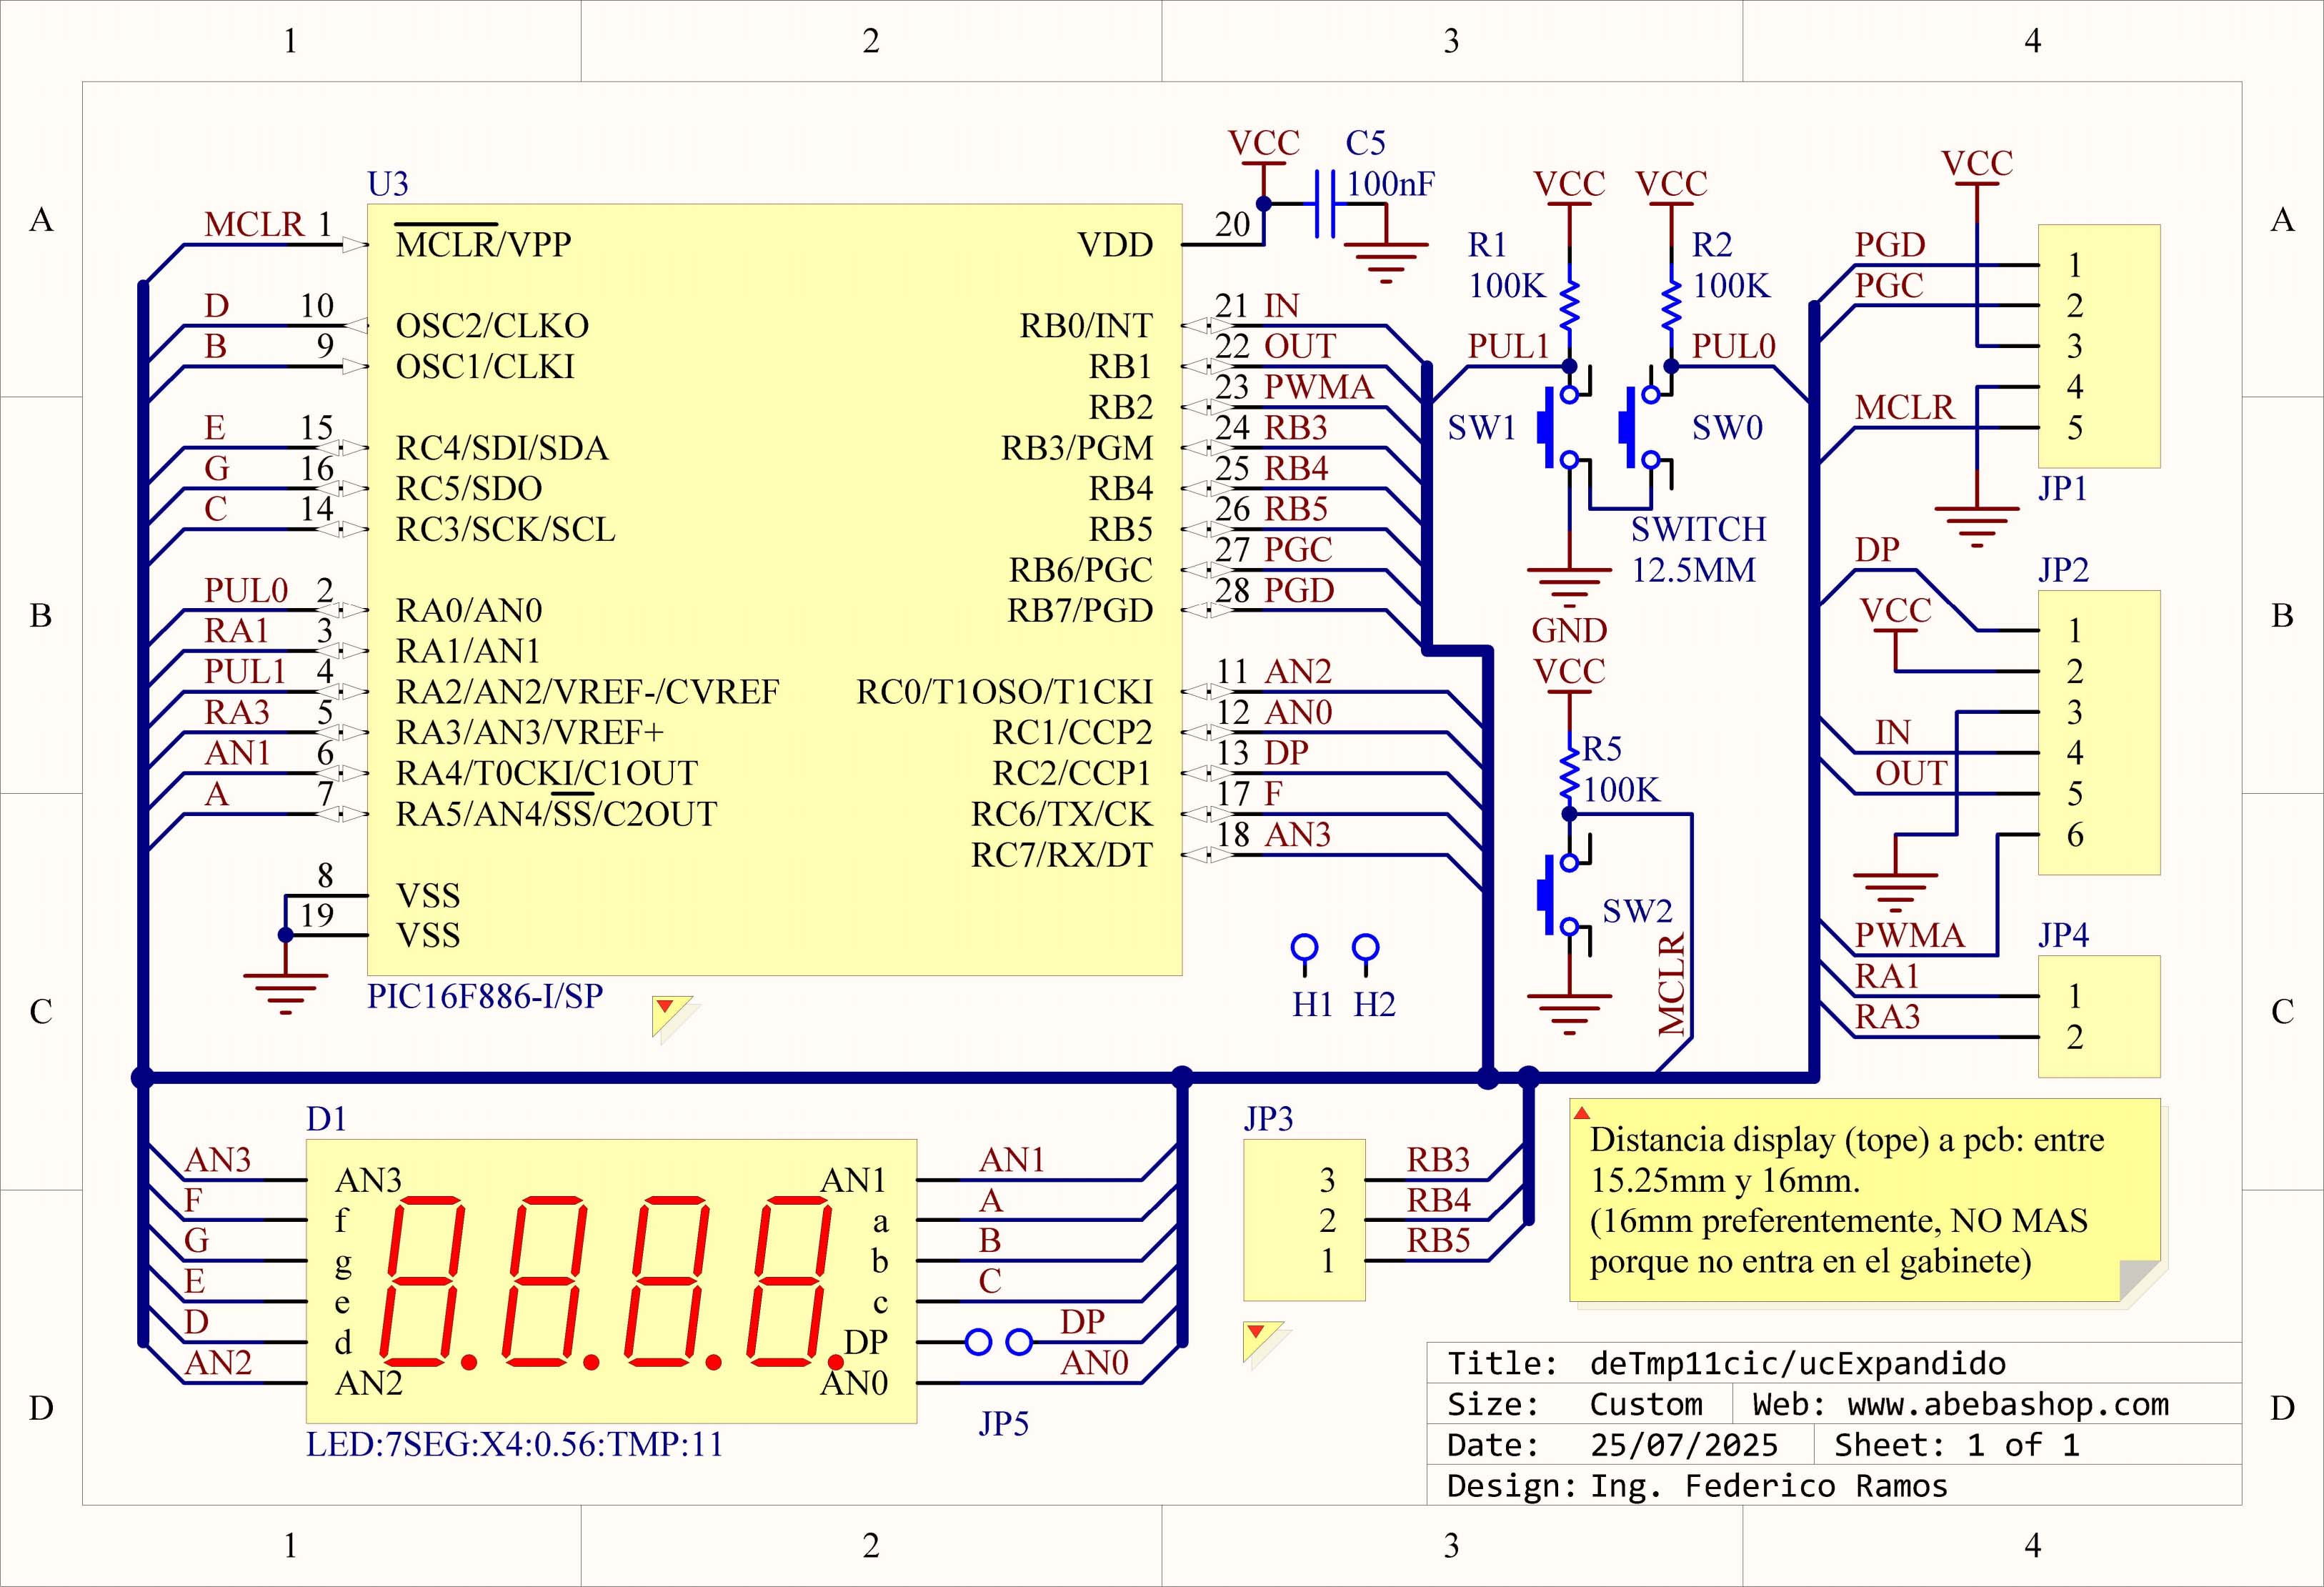 1 2 3 4
A
B
C
D
U3
MCLR 1 MCLR/VPP
D 10 OSC2/CLKO
B 9 OSC1/CLKI
E 15 RC4/SDI/SDA
G 16 RC5/SDO
C 14 RC3/SCK/SCL
PUL0 2 RA0/AN0
RA1 3 RA1/AN1
PUL1 4 RA2/AN2/VREF-/CVREF
RA3 5 RA3/AN3/VREF+
AN1 6 RA4/T0CKI/C1OUT
A 7 RA5/AN4/SS/C2OUT
8 VSS
19 VSS
PIC16F886-I/SP
VDD 20
RB0/INT 21 IN
RB1 22 OUT
RB2 23 PWMA
RB3/PGM 24 RB3
RB4 25 RB4
RB5 26 RB5
RB6/PGC 27 PGC
RB7/PGD 28 PGD
RC0/T1OSO/T1CKI 11 AN2
RC1/CCP2 12 AN0
RC2/CCP1 13 DP
RC6/TX/CK 17 F
RC7/RX/DT 18 AN3
VCC
C5
100nF
VCC VCC
R1
100K
R2
100K
PUL1 PUL0
SW1 SW0
SWITCH
12.5MM
GND
VCC
R5
100K
SW2
MCLR
H1 H2
VCC
PGD 1
PGC 2
3
4
MCLR 5
JP1
DP
JP2
VCC
1
2
3
IN 4
OUT 5
6
PWMA
JP4
RA1 1
RA3 2
D1
AN3 AN3
F f
G g
E e
D d
AN2 AN2
AN1 AN1
a A
b B
c C
DP DP
AN0 AN0
JP5
LED:7SEG:X4:0.56:TMP:11
JP3
3 RB3
2 RB4
1 RB5
Distancia display (tope) a pcb: entre
15.25mm y 16mm.
(16mm preferentemente, NO MAS
porque no entra en el gabinete)
Title: deTmp11cic/ucExpandido
Size: Custom Web: www.abebashop.com
Date: 25/07/2025 Sheet: 1 of 1
Design: Ing. Federico Ramos
A
B
C
D
1 2 3 4